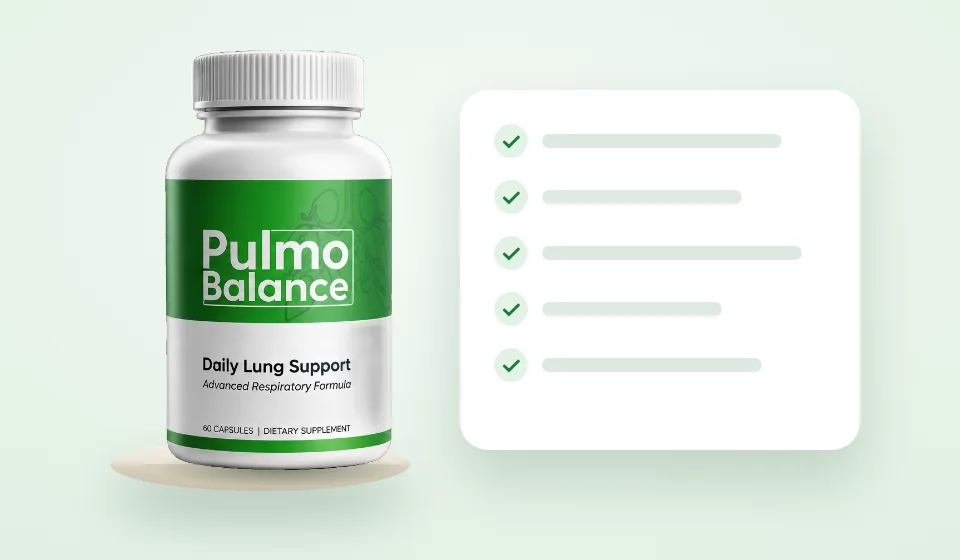 Pulmo
Balance
Daily Lung Support
Advanced Respiratory Formula
60 CAPSULES | DIETARY SUPPLEMENT